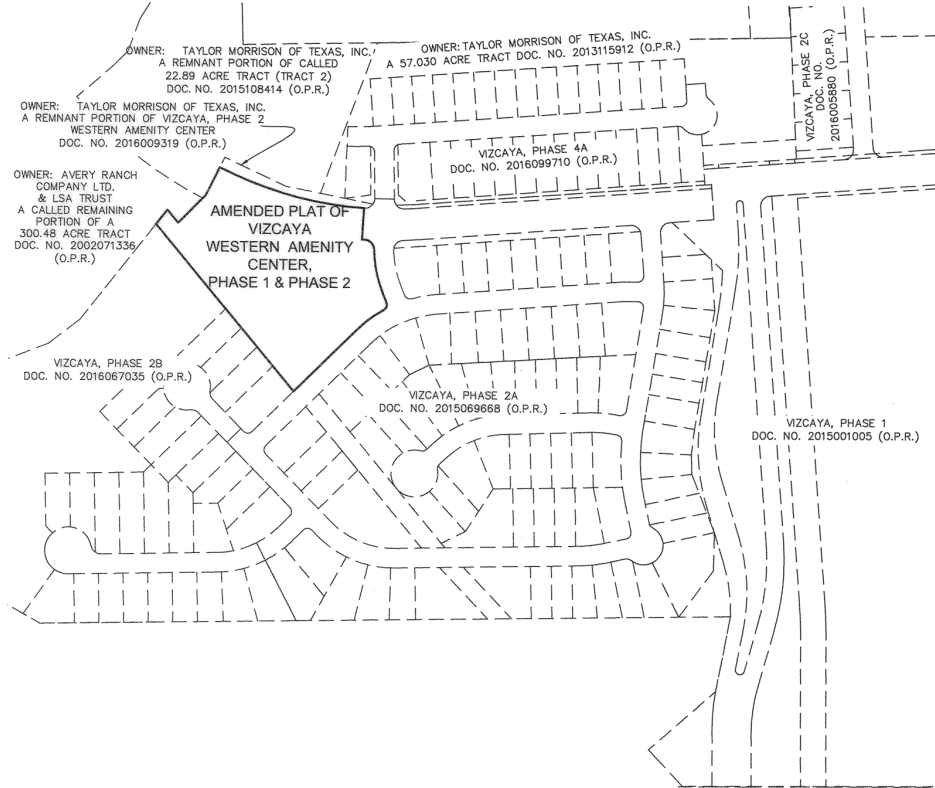 OWNER: TAYLOR MORRISON OF TEXAS, INC.
A REMNANT PORTION OF CALLED
22.89 ACRE TRACT (TRACT 2)
DOC. NO. 2015108414 (O.P.R.)
OWNER: TAYLOR MORRISON OF TEXAS, INC.
A 57.030 ACRE TRACT DOC. NO. 2013115912 (O.P.R.)
VIZCAYA, PHASE 2C
DOC. NO.
2016005880 (O.P.R.)
OWNER: TAYLOR MORRISON OF TEXAS, INC.
A REMNANT PORTION OF VIZCAYA, PHASE 2
WESTERN AMENITY CENTER
DOC. NO. 2016009319 (O.P.R.)
VIZCAYA, PHASE 4A
DOC. NO. 2016099710 (O.P.R.)
OWNER: AVERY RANCH
COMPANY LTD.
& LSA TRUST
A CALLED REMAINING
PORTION OF A
300.48 ACRE TRACT
DOC. NO. 2002071336
(O.P.R.)
AMENDED PLAT OF
VIZCAYA
WESTERN AMENITY
CENTER,
PHASE 1 & PHASE 2
VIZCAYA, PHASE 2B
DOC. NO. 2016067035 (O.P.R.)
VIZCAYA, PHASE 2A
DOC. NO. 2015069668 (O.P.R.)
VIZCAYA, PHASE 1
DOC. NO. 2015001005 (O.P.R.)